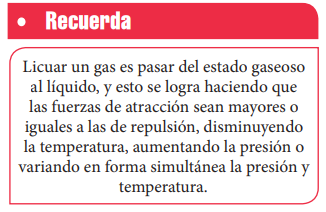 • Recuerda
Licuar un gas es pasar del estado gaseoso
al líquido, y esto se logra haciendo que
las fuerzas de atracción sean mayores o
iguales a las de repulsión, disminuyendo
la temperatura, aumentando la presión o
variando en forma simultánea la presión y
temperatura.